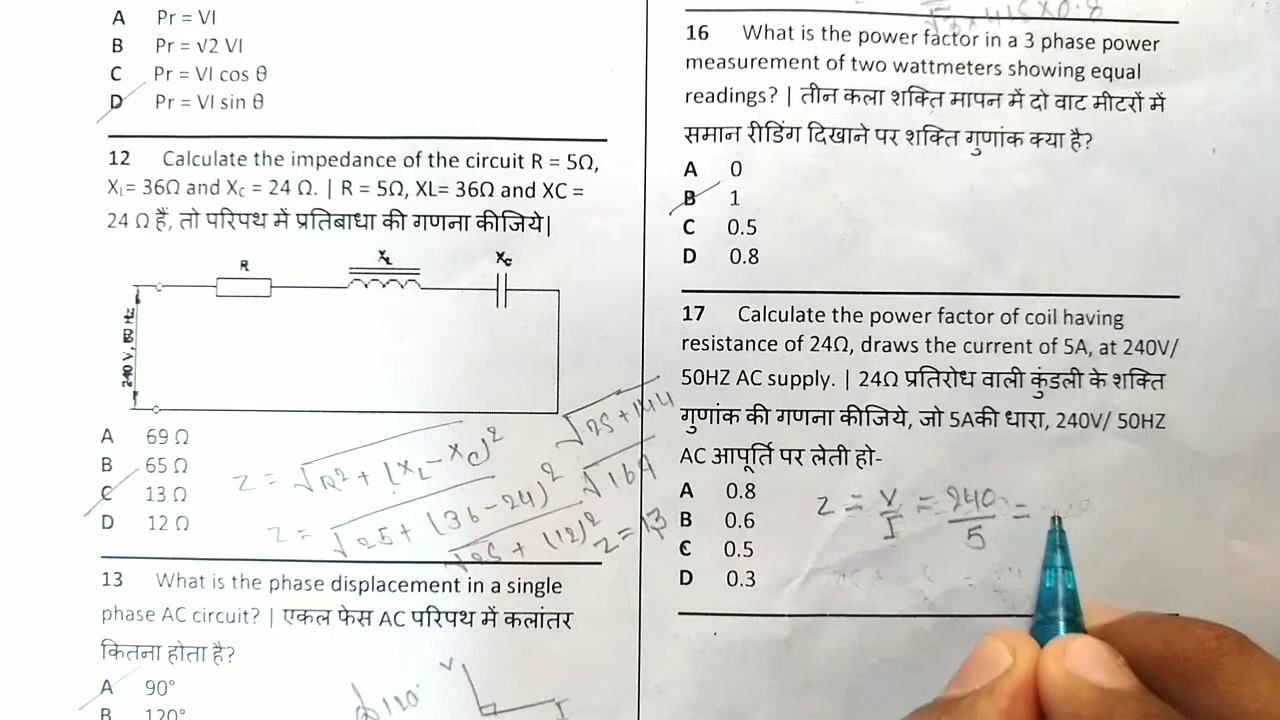 A Pr = VI
B Pr = √2 VI
C Pr = VI cos θ
D Pr = VI sin θ
12 Calculate the impedance of the circuit R = 5Ω,
XL= 36Ω and XC = 24 Ω. | R = 5Ω, XL= 36Ω and XC =
24 Ω हैं, तो परिपथ में प्रतिबाधा की गणना कीजिये|
R XL XC
240 V, 50 Hz
A 69 Ω
B 65 Ω
C 13 Ω
D 12 Ω
Z = √R² + (XL - XC)²
Z = √25 + (36 - 24)²
√25 + (12)²
√25 + 144
√169
Z = 13
13 What is the phase displacement in a single
phase AC circuit? | एकल फेस AC परिपथ में कलांतर
कितना होता है?
A 90°
B 120°
120°
V
I
√3 × 415 × 0.8
16 What is the power factor in a 3 phase power
measurement of two wattmeters showing equal
readings? | तीन कला शक्ति मापन में दो वाट मीटरों में
समान रीडिंग दिखाने पर शक्ति गुणांक क्या है?
A 0
B 1
C 0.5
D 0.8
17 Calculate the power factor of coil having
resistance of 24Ω, draws the current of 5A, at 240V/
50HZ AC supply. | 24Ω प्रतिरोध वाली कुंडली के शक्ति
गुणांक की गणना कीजिये, जो 5Aकी धारा, 240V/ 50HZ
AC आपूर्ति पर लेती हो-
A 0.8
B 0.6
C 0.5
D 0.3
Z = V/I = 240/5 =